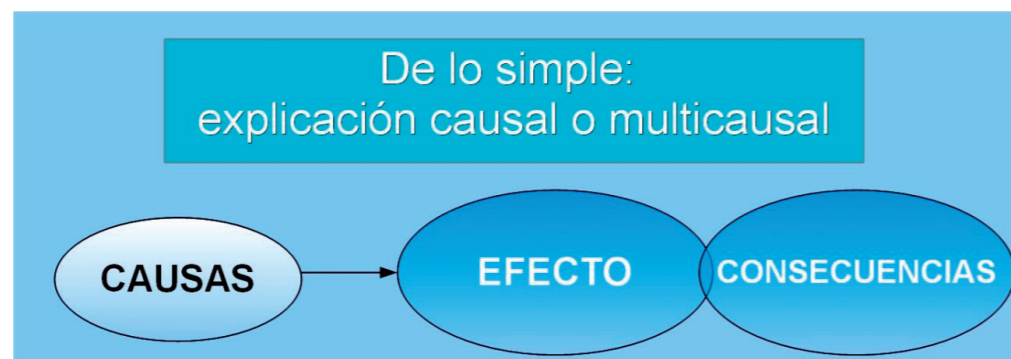 De lo simple:
explicación causal o multicausal
CAUSAS
EFECTO
CONSECUENCIAS